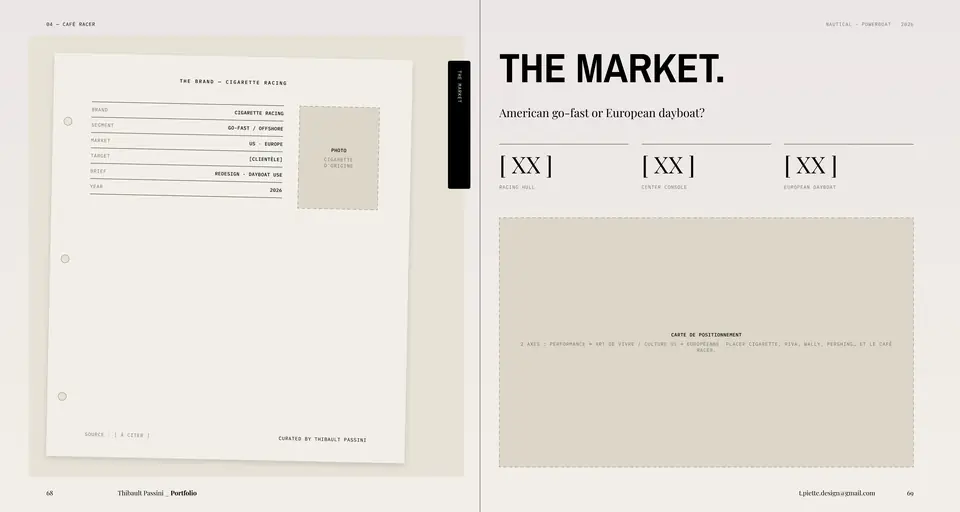 04 — CAFÉ RACER
THE BRAND — CIGARETTE RACING
BRAND CIGARETTE RACING
SEGMENT GO-FAST / OFFSHORE
MARKET US · EUROPE
TARGET [CLIENTÈLE]
BRIEF REDESIGN · DAYBOAT USE
YEAR 2026
PHOTO
CIGARETTE
D'ORIGINE
SOURCE : [ À CITER ]
CURATED BY THIBAULT PASSINI
THE MARKET
68
Thibault Passini _ Portfolio
NAUTICAL · POWERBOAT 2026
THE MARKET.
American go-fast or European dayboat?
[ XX ] [ XX ] [ XX ]
RACING HULL CENTER CONSOLE EUROPEAN DAYBOAT
CARTE DE POSITIONNEMENT
2 AXES : PERFORMANCE ↔ ART DE VIVRE / CULTURE US ↔ EUROPÉENNE. PLACER CIGARETTE, RIVA, WALLY, PERSHING, ET LE CAFÉ
RACER.
t.piette.design@gmail.com
69